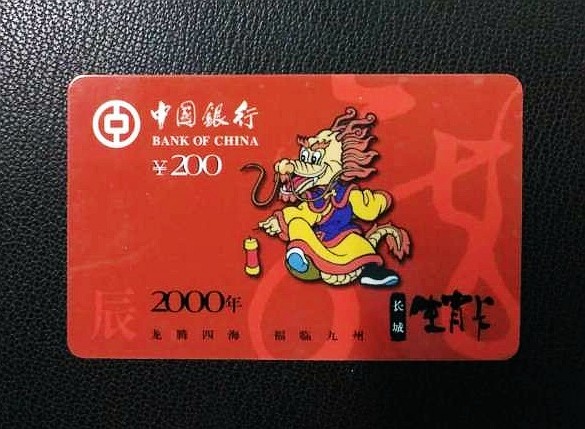 中国銀行
BANK OF CHINA
¥200
辰
2000年
龙腾四海 福临九州
长城
生肖卡